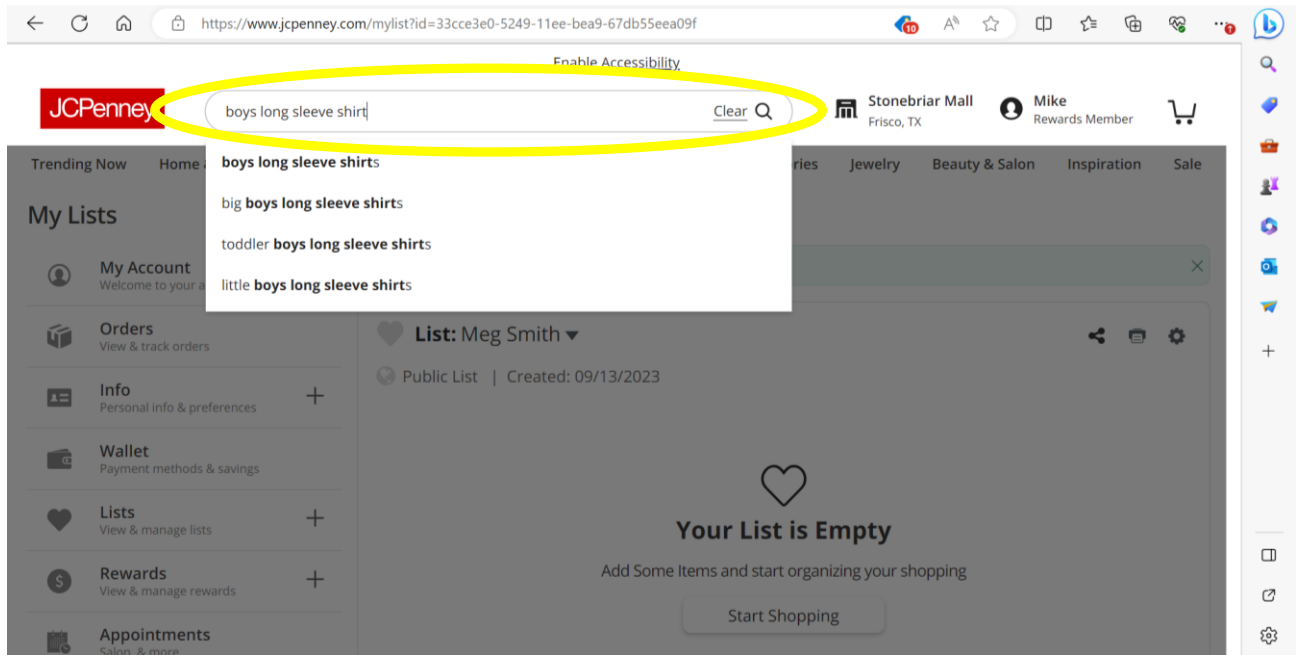 https://www.jcpenney.com/mylist?id=33cce3e0-5249-11ee-bea9-67db55eea09f
10
Enable Accessibility
JCPenney
boys long sleeve shirt
Clear
Stonebriar Mall
Frisco, TX
Mike
Rewards Member
Trending Now Home ries Jewelry Beauty & Salon Inspiration Sale
boys long sleeve shirts
big boys long sleeve shirts
toddler boys long sleeve shirts
little boys long sleeve shirts
My Lists
My Account
Welcome to your a
Orders
View & track orders
Info
Personal info & preferences
Wallet
Payment methods & savings
Lists
View & manage lists
Rewards
View & manage rewards
Appointments
Salon, & more
List: Meg Smith
Public List | Created: 09/13/2023
Your List is Empty
Add Some Items and start organizing your shopping
Start Shopping